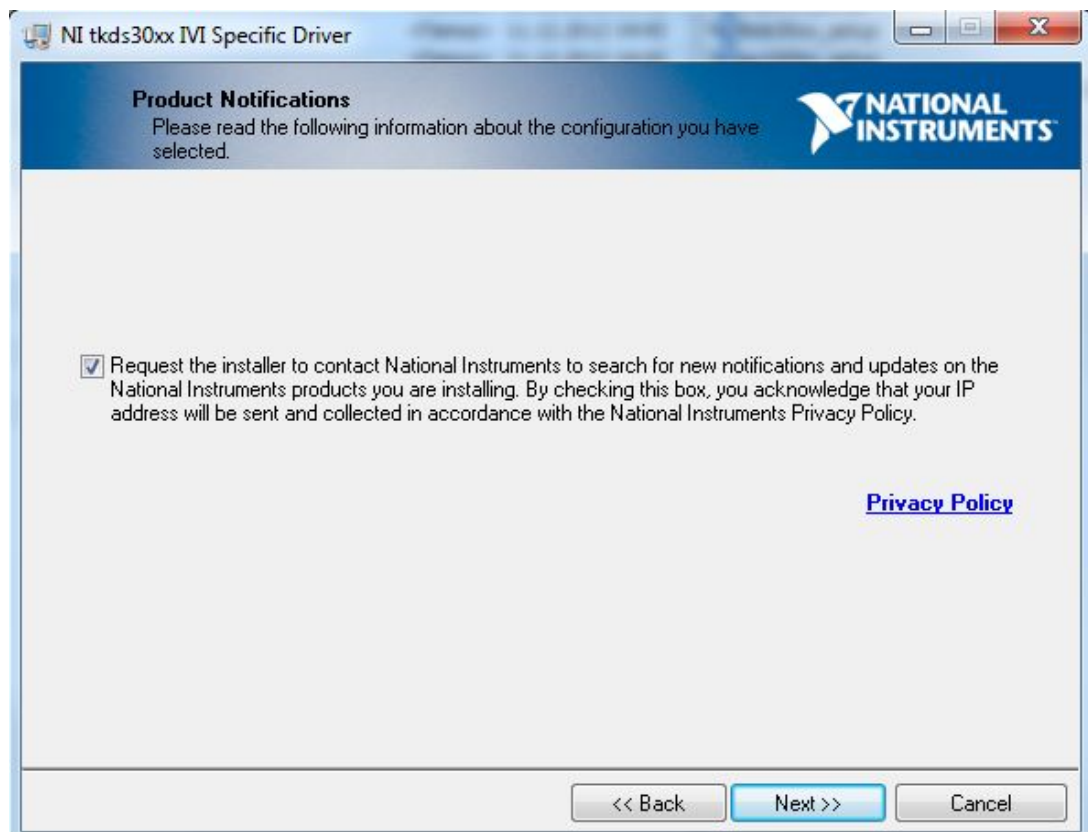 NI tkds30xx IVI Specific Driver
Product Notifications
Please read the following information about the configuration you have
selected.
NATIONAL
INSTRUMENTS
Request the installer to contact National Instruments to search for new notifications and updates on the
National Instruments products you are installing. By checking this box, you acknowledge that your IP
address will be sent and collected in accordance with the National Instruments Privacy Policy.
Privacy Policy
<< Back
Next >>
Cancel